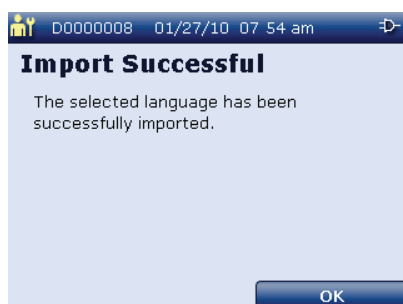 D0000008 01/27/10 07 54 am
Import Successful
The selected language has been
successfully imported.
OK